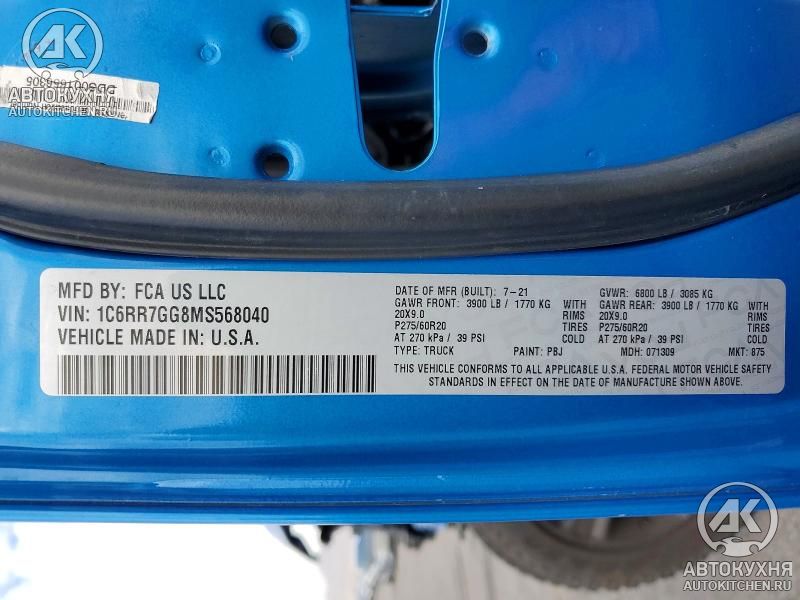 АК
АВТОКУХНЯ
AUTOKITCHEN.RU
MFD BY: FCA US LLC
VIN: 1C6RR7GG8MS568040
VEHICLE MADE IN: U.S.A.
DATE OF MFR (BUILT): 7-21 GVWR: 6800 LB / 3085 KG
GAWR FRONT: 3900 LB / 1770 KG GAWR REAR: 3900 LB / 1770 KG
20X9.0 RIMS 20X9.0 RIMS
P275/60R20 TIRES P275/60R20 TIRES
AT 270 kPa / 39 PSI COLD AT 270 kPa / 39 PSI COLD
TYPE: TRUCK PAINT: PBJ MDH: 071309 MKT: 875
THIS VEHICLE CONFORMS TO ALL APPLICABLE U.S.A. FEDERAL MOTOR VEHICLE SAFETY
STANDARDS IN EFFECT ON THE DATE OF MANUFACTURE SHOWN ABOVE.
АК
АВТОКУХНЯ
AUTOKITCHEN.RU